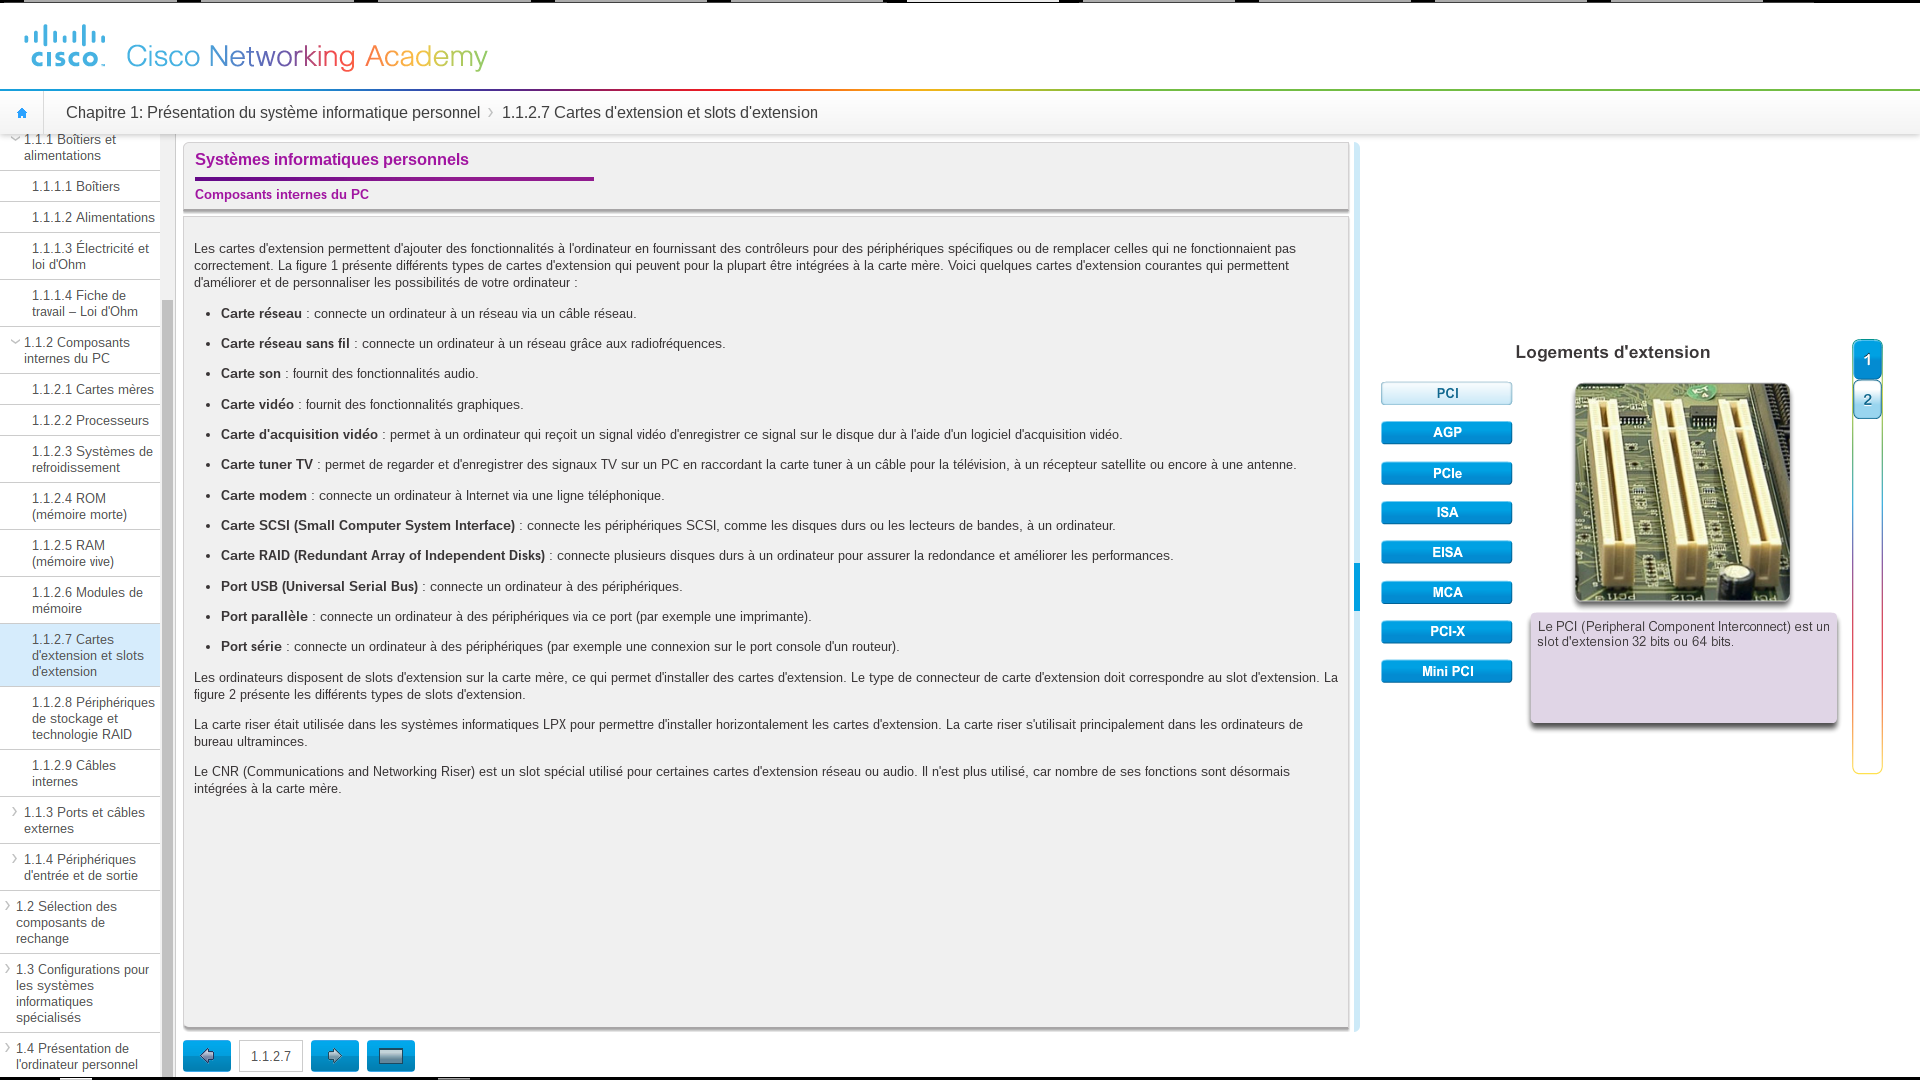 cisco
Cisco Networking Academy
Chapitre 1: Présentation du système informatique personnel
1.1.2.7 Cartes d'extension et slots d'extension
1.1.1 Boîtiers et
alimentations
1.1.1.1 Boîtiers
1.1.1.2 Alimentations
1.1.1.3 Électricité et
loi d'Ohm
1.1.1.4 Fiche de
travail – Loi d'Ohm
1.1.2 Composants
internes du PC
1.1.2.1 Cartes mères
1.1.2.2 Processeurs
1.1.2.3 Systèmes de
refroidissement
1.1.2.4 ROM
(mémoire morte)
1.1.2.5 RAM
(mémoire vive)
1.1.2.6 Modules de
mémoire
1.1.2.7 Cartes
d'extension et slots
d'extension
1.1.2.8 Périphériques
de stockage et
technologie RAID
1.1.2.9 Câbles
internes
1.1.3 Ports et câbles
externes
1.1.4 Périphériques
d'entrée et de sortie
1.2 Sélection des
composants de
rechange
1.3 Configurations pour
les systèmes
informatiques
spécialisés
1.4 Présentation de
l'ordinateur personnel
Systèmes informatiques personnels
Composants internes du PC
Les cartes d'extension permettent d'ajouter des fonctionnalités à l'ordinateur en fournissant des contrôleurs pour des périphériques spécifiques ou de remplacer celles qui ne fonctionnaient pas
correctement. La figure 1 présente différents types de cartes d'extension qui peuvent pour la plupart être intégrées à la carte mère. Voici quelques cartes d'extension courantes qui permettent
d'améliorer et de personnaliser les possibilités de votre ordinateur :
• Carte réseau : connecte un ordinateur à un réseau via un câble réseau.
• Carte réseau sans fil : connecte un ordinateur à un réseau grâce aux radiofréquences.
• Carte son : fournit des fonctionnalités audio.
• Carte vidéo : fournit des fonctionnalités graphiques.
• Carte d'acquisition vidéo : permet à un ordinateur qui reçoit un signal vidéo d'enregistrer ce signal sur le disque dur à l'aide d'un logiciel d'acquisition vidéo.
• Carte tuner TV : permet de regarder et d'enregistrer des signaux TV sur un PC en raccordant la carte tuner à un câble pour la télévision, à un récepteur satellite ou encore à une antenne.
• Carte modem : connecte un ordinateur à Internet via une ligne téléphonique.
• Carte SCSI (Small Computer System Interface) : connecte les périphériques SCSI, comme les disques durs ou les lecteurs de bandes, à un ordinateur.
• Carte RAID (Redundant Array of Independent Disks) : connecte plusieurs disques durs à un ordinateur pour assurer la redondance et améliorer les performances.
• Port USB (Universal Serial Bus) : connecte un ordinateur à des périphériques.
• Port parallèle : connecte un ordinateur à des périphériques via ce port (par exemple une imprimante).
• Port série : connecte un ordinateur à des périphériques (par exemple une connexion sur le port console d'un routeur).
Les ordinateurs disposent de slots d'extension sur la carte mère, ce qui permet d'installer des cartes d'extension. Le type de connecteur de carte d'extension doit correspondre au slot d'extension. La
figure 2 présente les différents types de slots d'extension.
La carte riser était utilisée dans les systèmes informatiques LPX pour permettre d'installer horizontalement les cartes d'extension. La carte riser s'utilisait principalement dans les ordinateurs de
bureau ultraminces.
Le CNR (Communications and Networking Riser) est un slot spécial utilisé pour certaines cartes d'extension réseau ou audio. Il n'est plus utilisé, car nombre de ses fonctions sont désormais
intégrées à la carte mère.
1.1.2.7
Logements d'extension
PCI
AGP
PCIe
ISA
EISA
MCA
PCI-X
Mini PCI
PCI2
PCI1
Le PCI (Peripheral Component Interconnect) est un
slot d'extension 32 bits ou 64 bits.
1
2